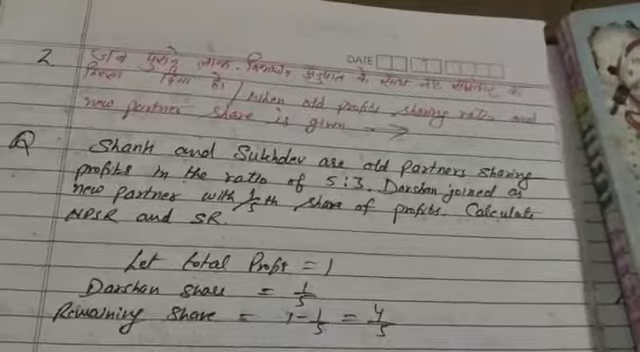 DATE
2. जब पुराने लाभ विभाजन अनुपात के साथ नए साझेदार का
हिस्सा दिया है। / When old profit sharing ratio and
new partner share is given →
Q Shank and Sukhdev are old partners sharing
profits in the ratio of 5:3. Darshan joined as
new partner with 1/5th share of profits. Calculate
NPSR and SR.
Let total Profit = 1
Darshan share = 1/5
Remaining share = 1 - 1/5 = 4/5